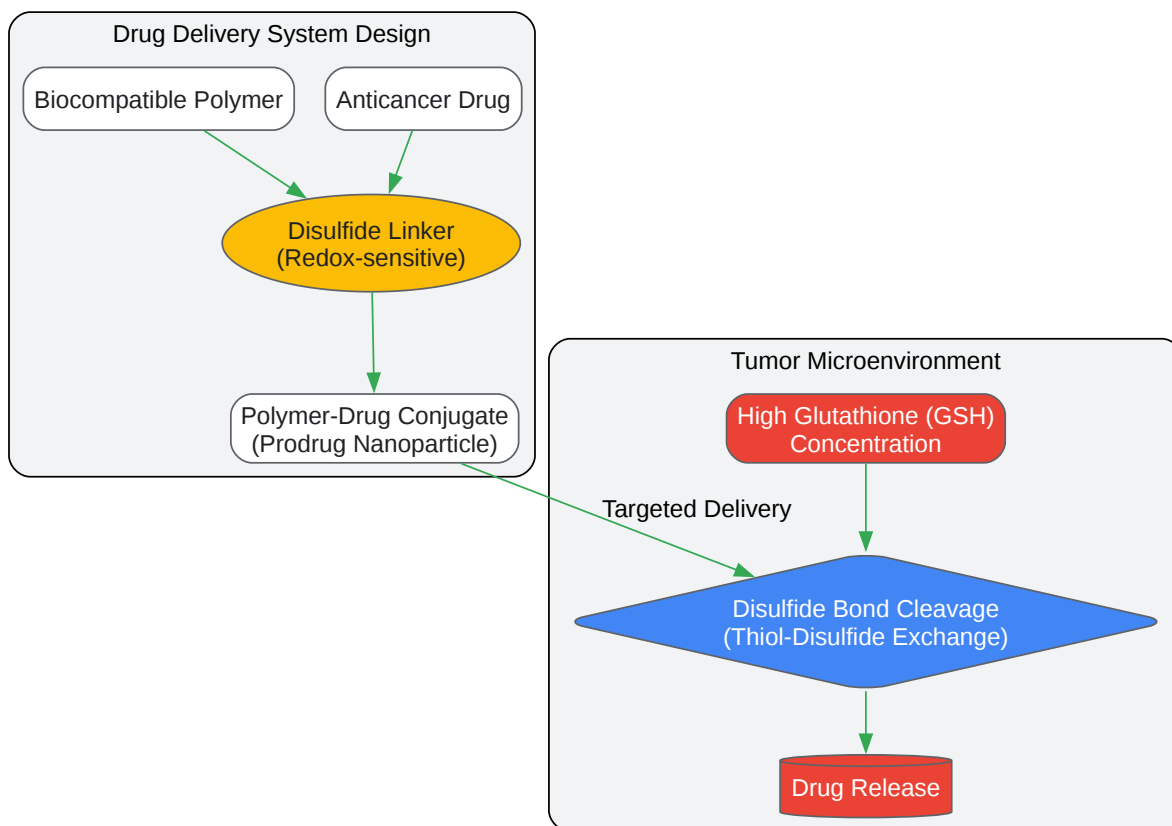 Drug Delivery System Design
Biocompatible Polymer
Anticancer Drug
Disulfide Linker
(Redox-sensitive)
Polymer-Drug Conjugate
(Prodrug Nanoparticle)
Targeted Delivery
Tumor Microenvironment
High Glutathione (GSH)
Concentration
Disulfide Bond Cleavage
(Thiol-Disulfide Exchange)
Drug Release